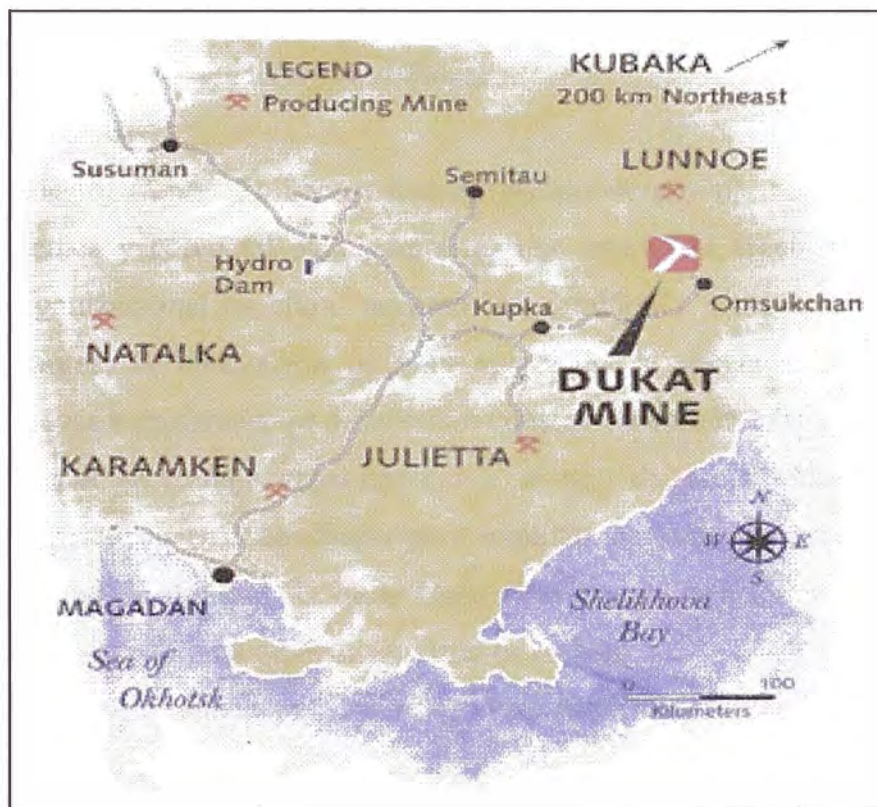 LEGEND
Producing Mine
KUBAKA
200 km Northeast
Susuman
Semitau
LUNNOE
Hydro
Dam
Kupka
Omsukchan
NATALKA
DUKAT
MINE
KARAMKEN
JULIETTA
N
W E
S
MAGADAN
Shelikhova
Bay
Sea of
Okhotsk
0 100
Kilometers